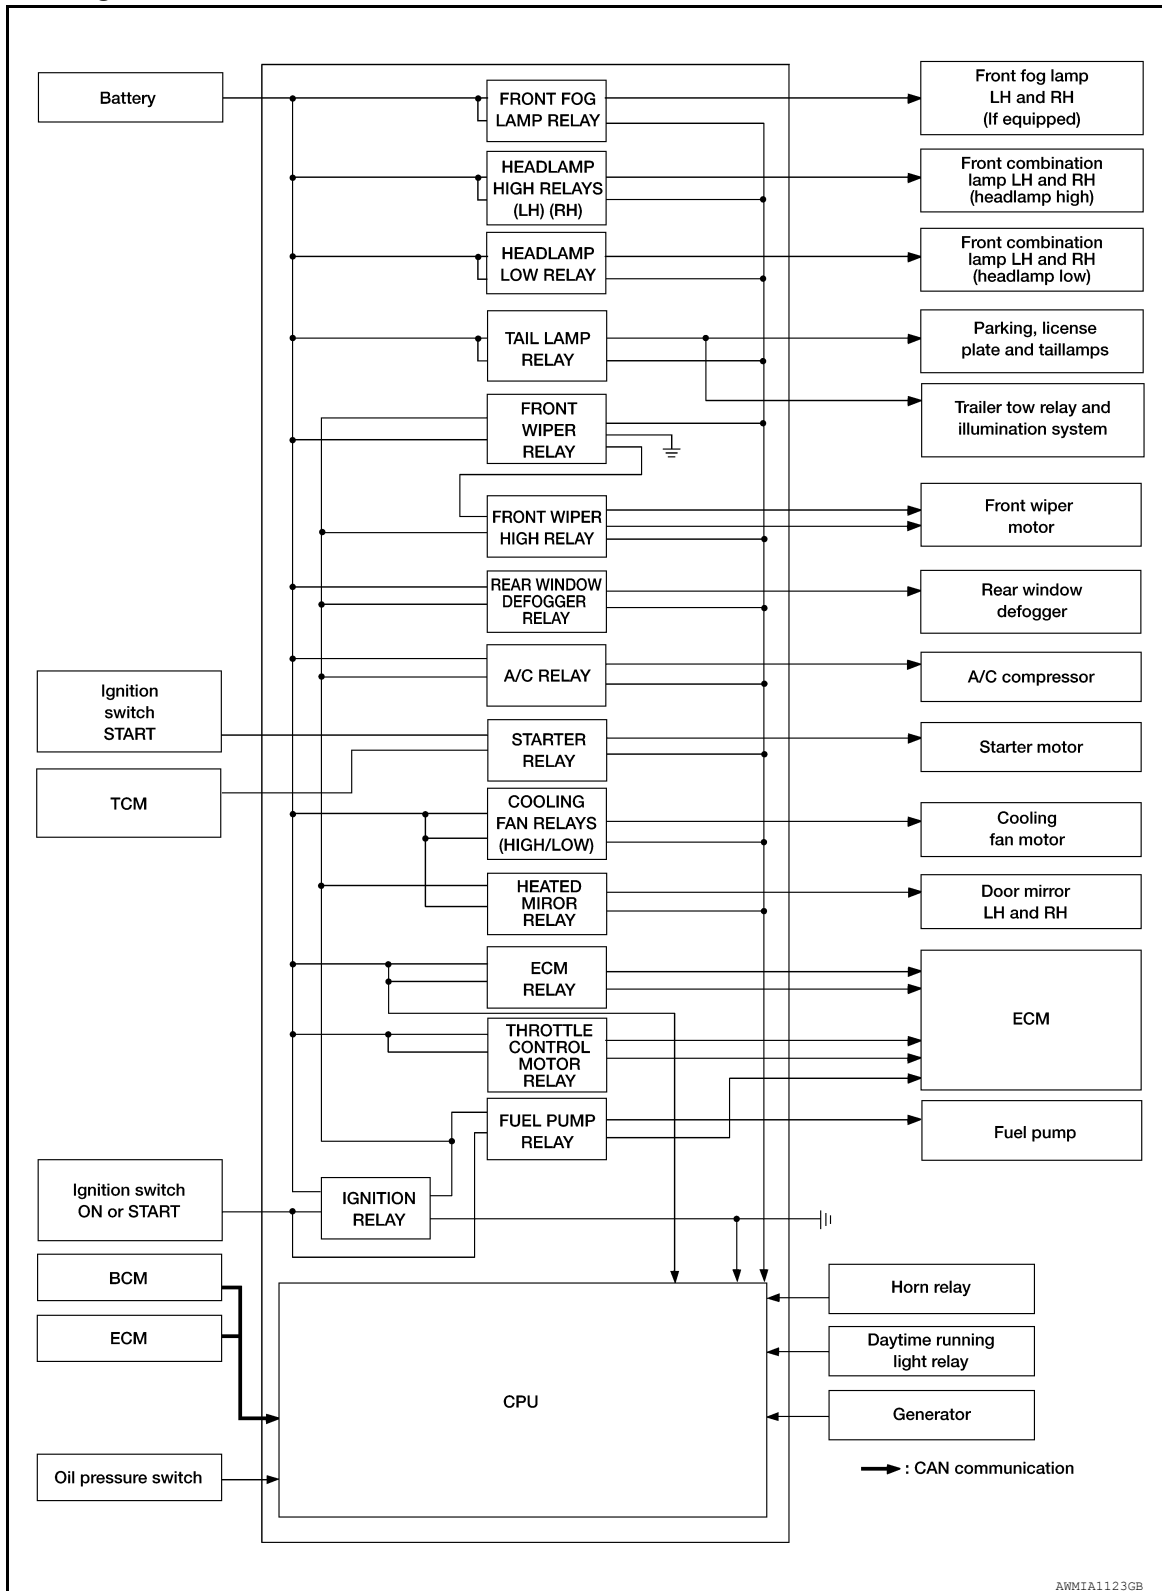 Battery
FRONT FOG
LAMP RELAY
Front fog lamp
LH and RH
(If equipped)
HEADLAMP
HIGH RELAYS
(LH) (RH)
Front combination
lamp LH and RH
(headlamp high)
HEADLAMP
LOW RELAY
Front combination
lamp LH and RH
(headlamp low)
TAIL LAMP
RELAY
Parking, license
plate and taillamps
FRONT
WIPER
RELAY
Trailer tow relay and
illumination system
FRONT WIPER
HIGH RELAY
Front wiper
motor
REAR WINDOW
DEFOGGER
RELAY
Rear window
defogger
A/C RELAY
A/C compressor
Ignition
switch
START
STARTER
RELAY
Starter motor
TCM
COOLING
FAN RELAYS
(HIGH/LOW)
Cooling
fan motor
HEATED
MIROR
RELAY
Door mirror
LH and RH
ECM
RELAY
ECM
THROTTLE
CONTROL
MOTOR
RELAY
FUEL PUMP
RELAY
Fuel pump
Ignition switch
ON or START
IGNITION
RELAY
BCM
ECM
Horn relay
Daytime running
light relay
CPU
Generator
Oil pressure switch
: CAN communication
AWMIA1123GB